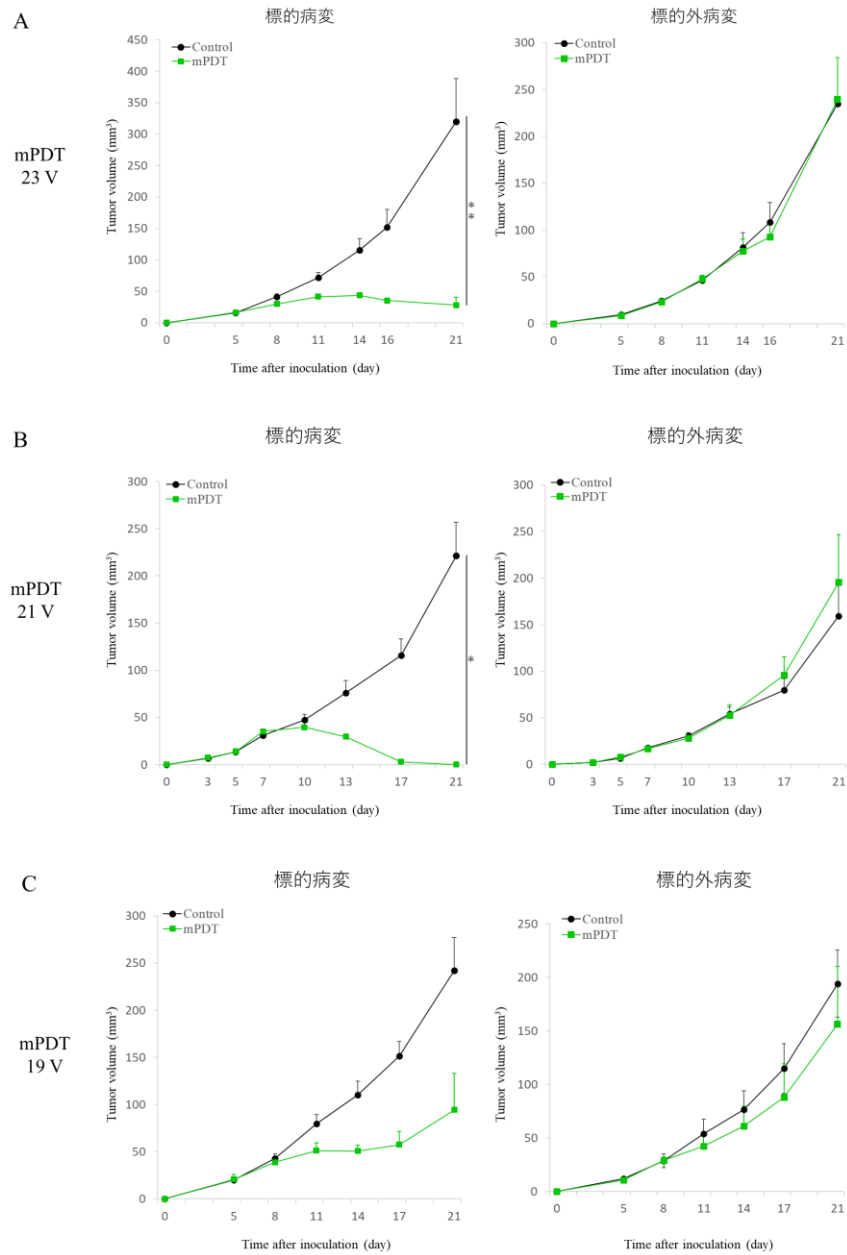 A
標的病変
標的外病変
mPDT
23 V
Tumor volume (mm³)
450
400
350
300
250
200
150
100
50
0
Control
mPDT
**
0 5 8 11 14 16 21
Time after inoculation (day)
Tumor volume (mm³)
300
250
200
150
100
50
0
Control
mPDT
0 5 8 11 14 16 21
Time after inoculation (day)
B
標的病変
標的外病変
mPDT
21 V
Tumor volume (mm³)
300
250
200
150
100
50
0
Control
mPDT
*
0 3 5 7 10 13 17 21
Time after inoculation (day)
Tumor volume (mm³)
300
250
200
150
100
50
0
Control
mPDT
0 3 5 7 10 13 17 21
Time after inoculation (day)
C
標的病変
標的外病変
mPDT
19 V
Tumor volume (mm³)
300
250
200
150
100
50
0
Control
mPDT
0 5 8 11 14 17 21
Time after inoculation (day)
Tumor volume (mm³)
250
200
150
100
50
0
Control
mPDT
0 5 8 11 14 17 21
Time after inoculation (day)